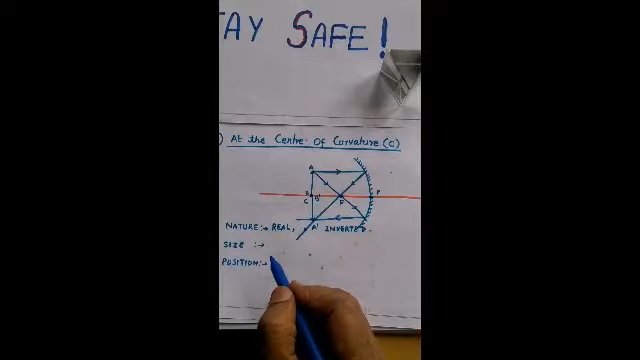 TAY SAFE!
) At the Centre Of Curvature (C)
A
B B' F P
C
A'
NATURE:→ REAL, INVERTED.
SIZE :→
POSITION:→